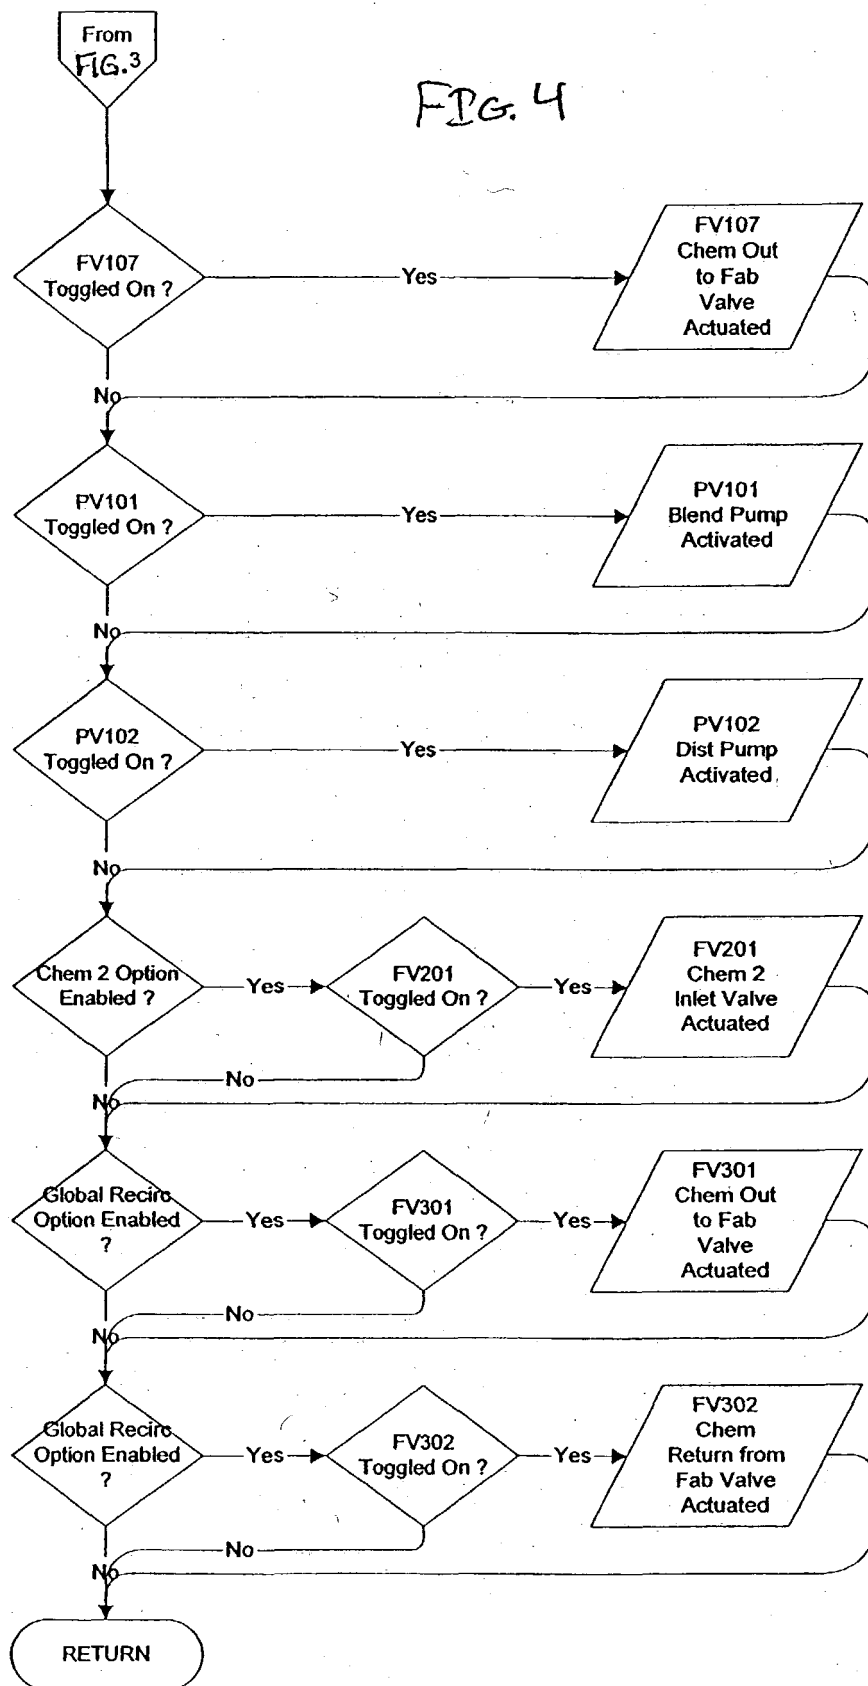 From
FIG.3
FIG. 4
FV107
Toggled On ?
Yes
FV107
Chem Out
to Fab
Valve
Actuated
No
PV101
Toggled On ?
Yes
PV101
Blend Pump
Activated
No
PV102
Toggled On ?
Yes
PV102
Dist Pump
Activated
No
Chem 2 Option
Enabled ?
Yes
FV201
Toggled On ?
Yes
FV201
Chem 2
Inlet Valve
Actuated
No
No
Global Recirc
Option Enabled
?
Yes
FV301
Toggled On ?
Yes
FV301
Chem Out
to Fab
Valve
Actuated
No
No
Global Recirc
Option Enabled
?
Yes
FV302
Toggled On ?
Yes
FV302
Chem
Return from
Fab Valve
Actuated
No
No
RETURN